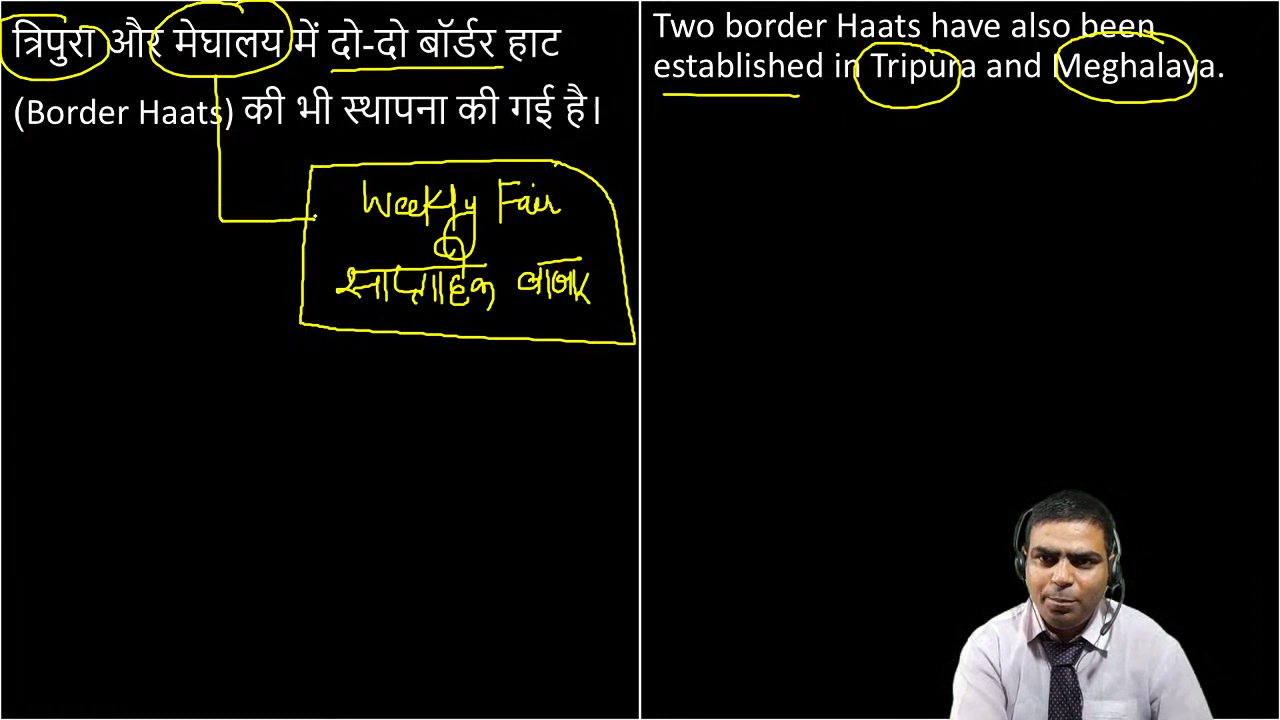 त्रिपुरा और मेघालय में दो-दो बॉर्डर हाट
(Border Haats) की भी स्थापना की गई है।
Weekly Fair
साप्ताहिक बाजार
Two border Haats have also been
established in Tripura and Meghalaya.